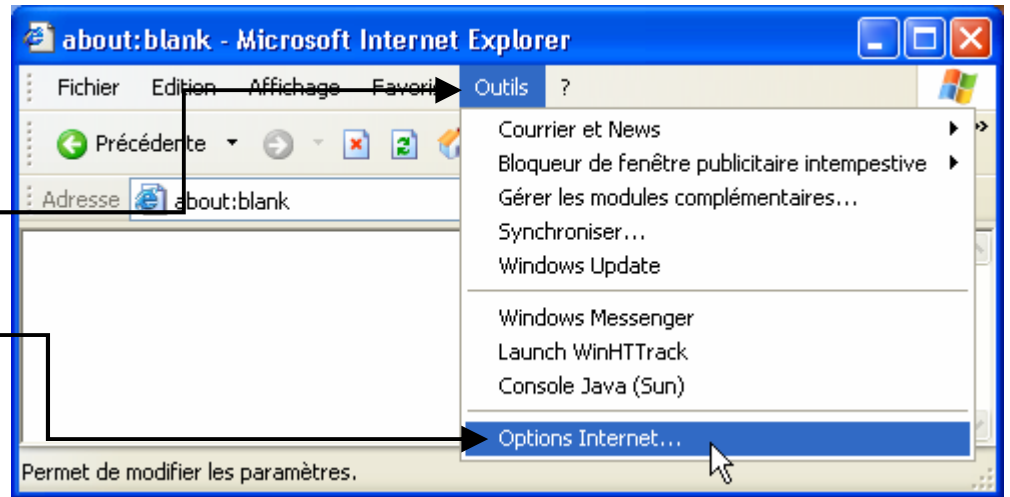 about:blank - Microsoft Internet Explorer
Fichier Edition Affichage Favoris Outils ?
Précédente
Adresse about:blank
Courrier et News
Bloqueur de fenêtre publicitaire intempestive
Gérer les modules complémentaires...
Synchroniser...
Windows Update
Windows Messenger
Launch WinHTTrack
Console Java (Sun)
Options Internet...
Permet de modifier les paramètres.